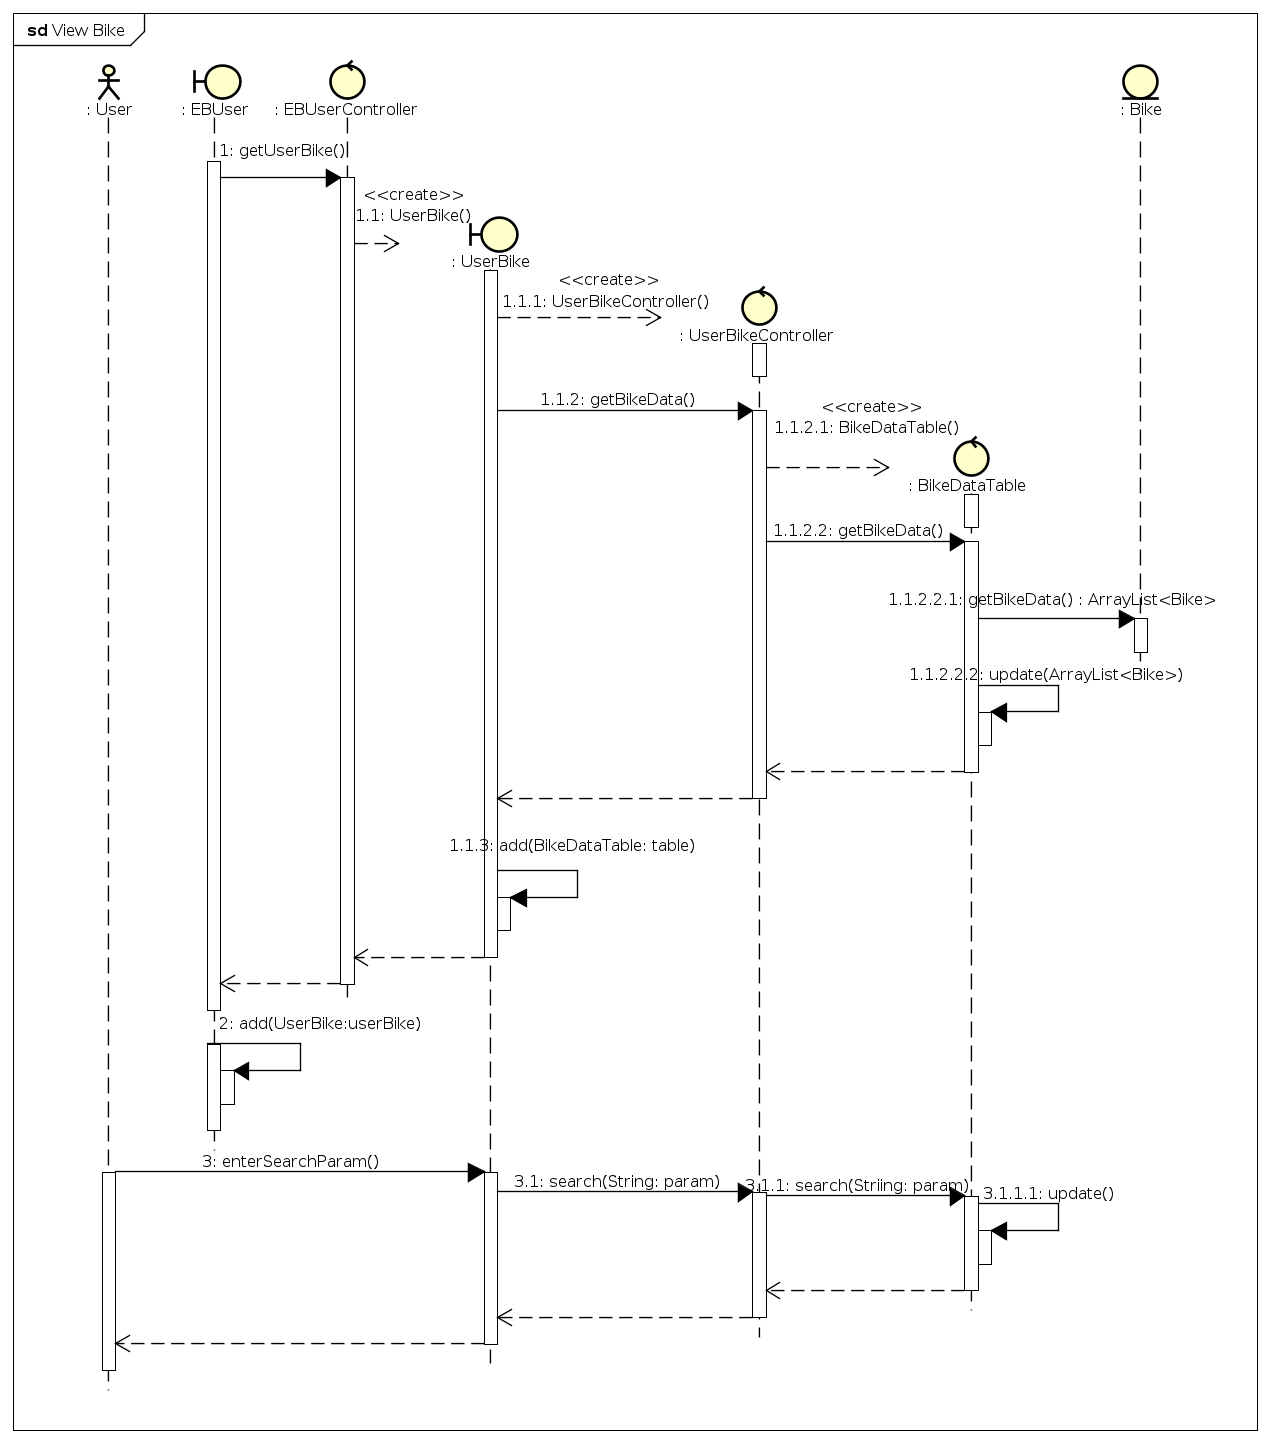 sd View Bike
: User
: EBUser
: EBUserController
: Bike
1: getUserBike()
<<create>>
1.1: UserBike()
: UserBike
<<create>>
1.1.1: UserBikeController()
: UserBikeController
1.1.2: getBikeData()
<<create>>
1.1.2.1: BikeDataTable()
: BikeDataTable
1.1.2.2: getBikeData()
1.1.2.2.1: getBikeData() : ArrayList<Bike>
1.1.2.2.2: update(ArrayList<Bike>)
1.1.3: add(BikeDataTable: table)
2: add(UserBike:userBike)
3: enterSearchParam()
3.1: search(String: param)
3.1.1: search(Striing: param)
3.1.1.1: update()